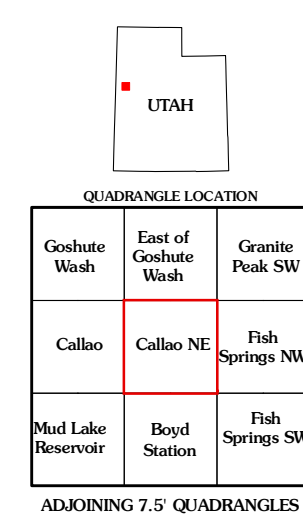 UTAH
QUADRANGLE LOCATION
Goshute
Wash
East of
Goshute
Wash
Granite
Peak SW
Callao
Callao NE
Fish
Springs NW
Mud Lake
Reservoir
Boyd
Station
Fish
Springs SW
ADJOINING 7.5' QUADRANGLES